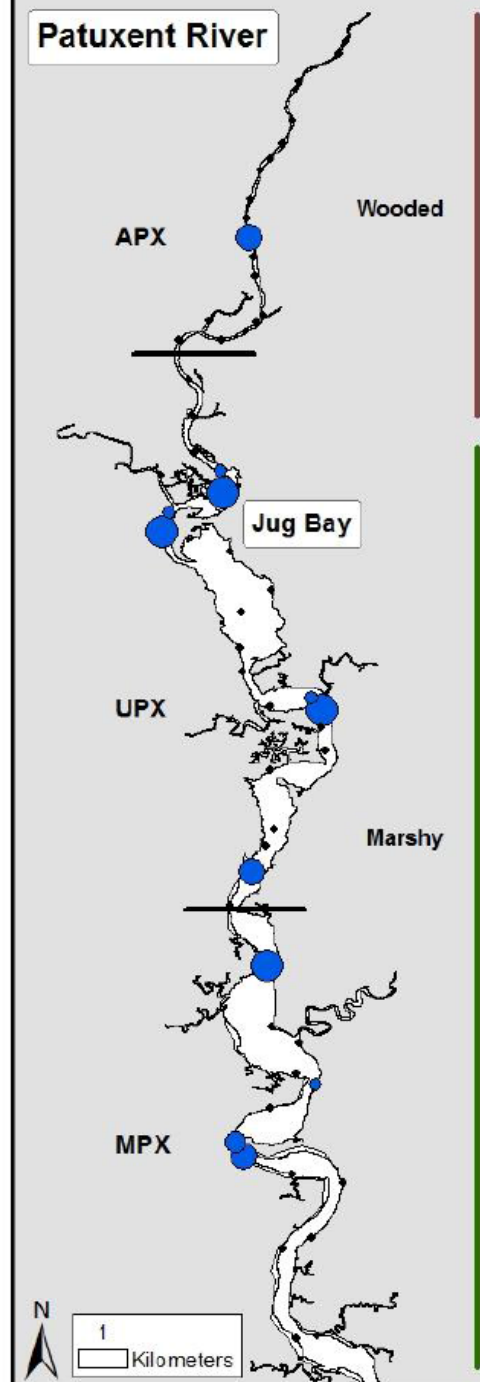 Patuxent River
Wooded
APX
Jug Bay
UPX
Marshy
MPX
N
1
Kilometers